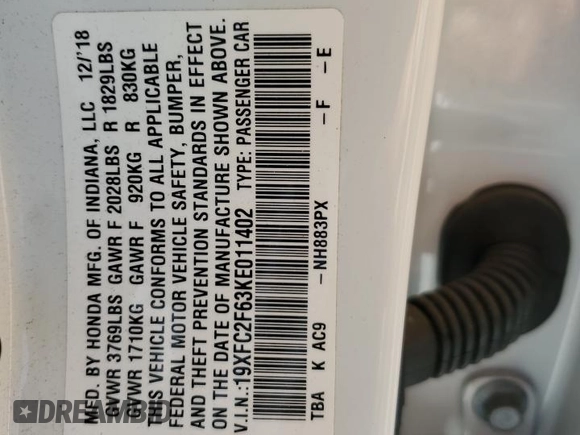 MFD. BY HONDA MFG. OF INDIANA, LLC 12/'18
GVWR 3769LBS GAWR F 2028LBS R 1829LBS
GVWR 1710KG GAWR F 920KG R 830KG
THIS VEHICLE CONFORMS TO ALL APPLICABLE
FEDERAL MOTOR VEHICLE SAFETY, BUMPER,
AND THEFT PREVENTION STANDARDS IN EFFECT
ON THE DATE OF MANUFACTURE SHOWN ABOVE.
V.I.N.:19XFC2F63KE011402 TYPE: PASSENGER CAR
TBA K AC9 -NH883PX -F -E
DREAMBID